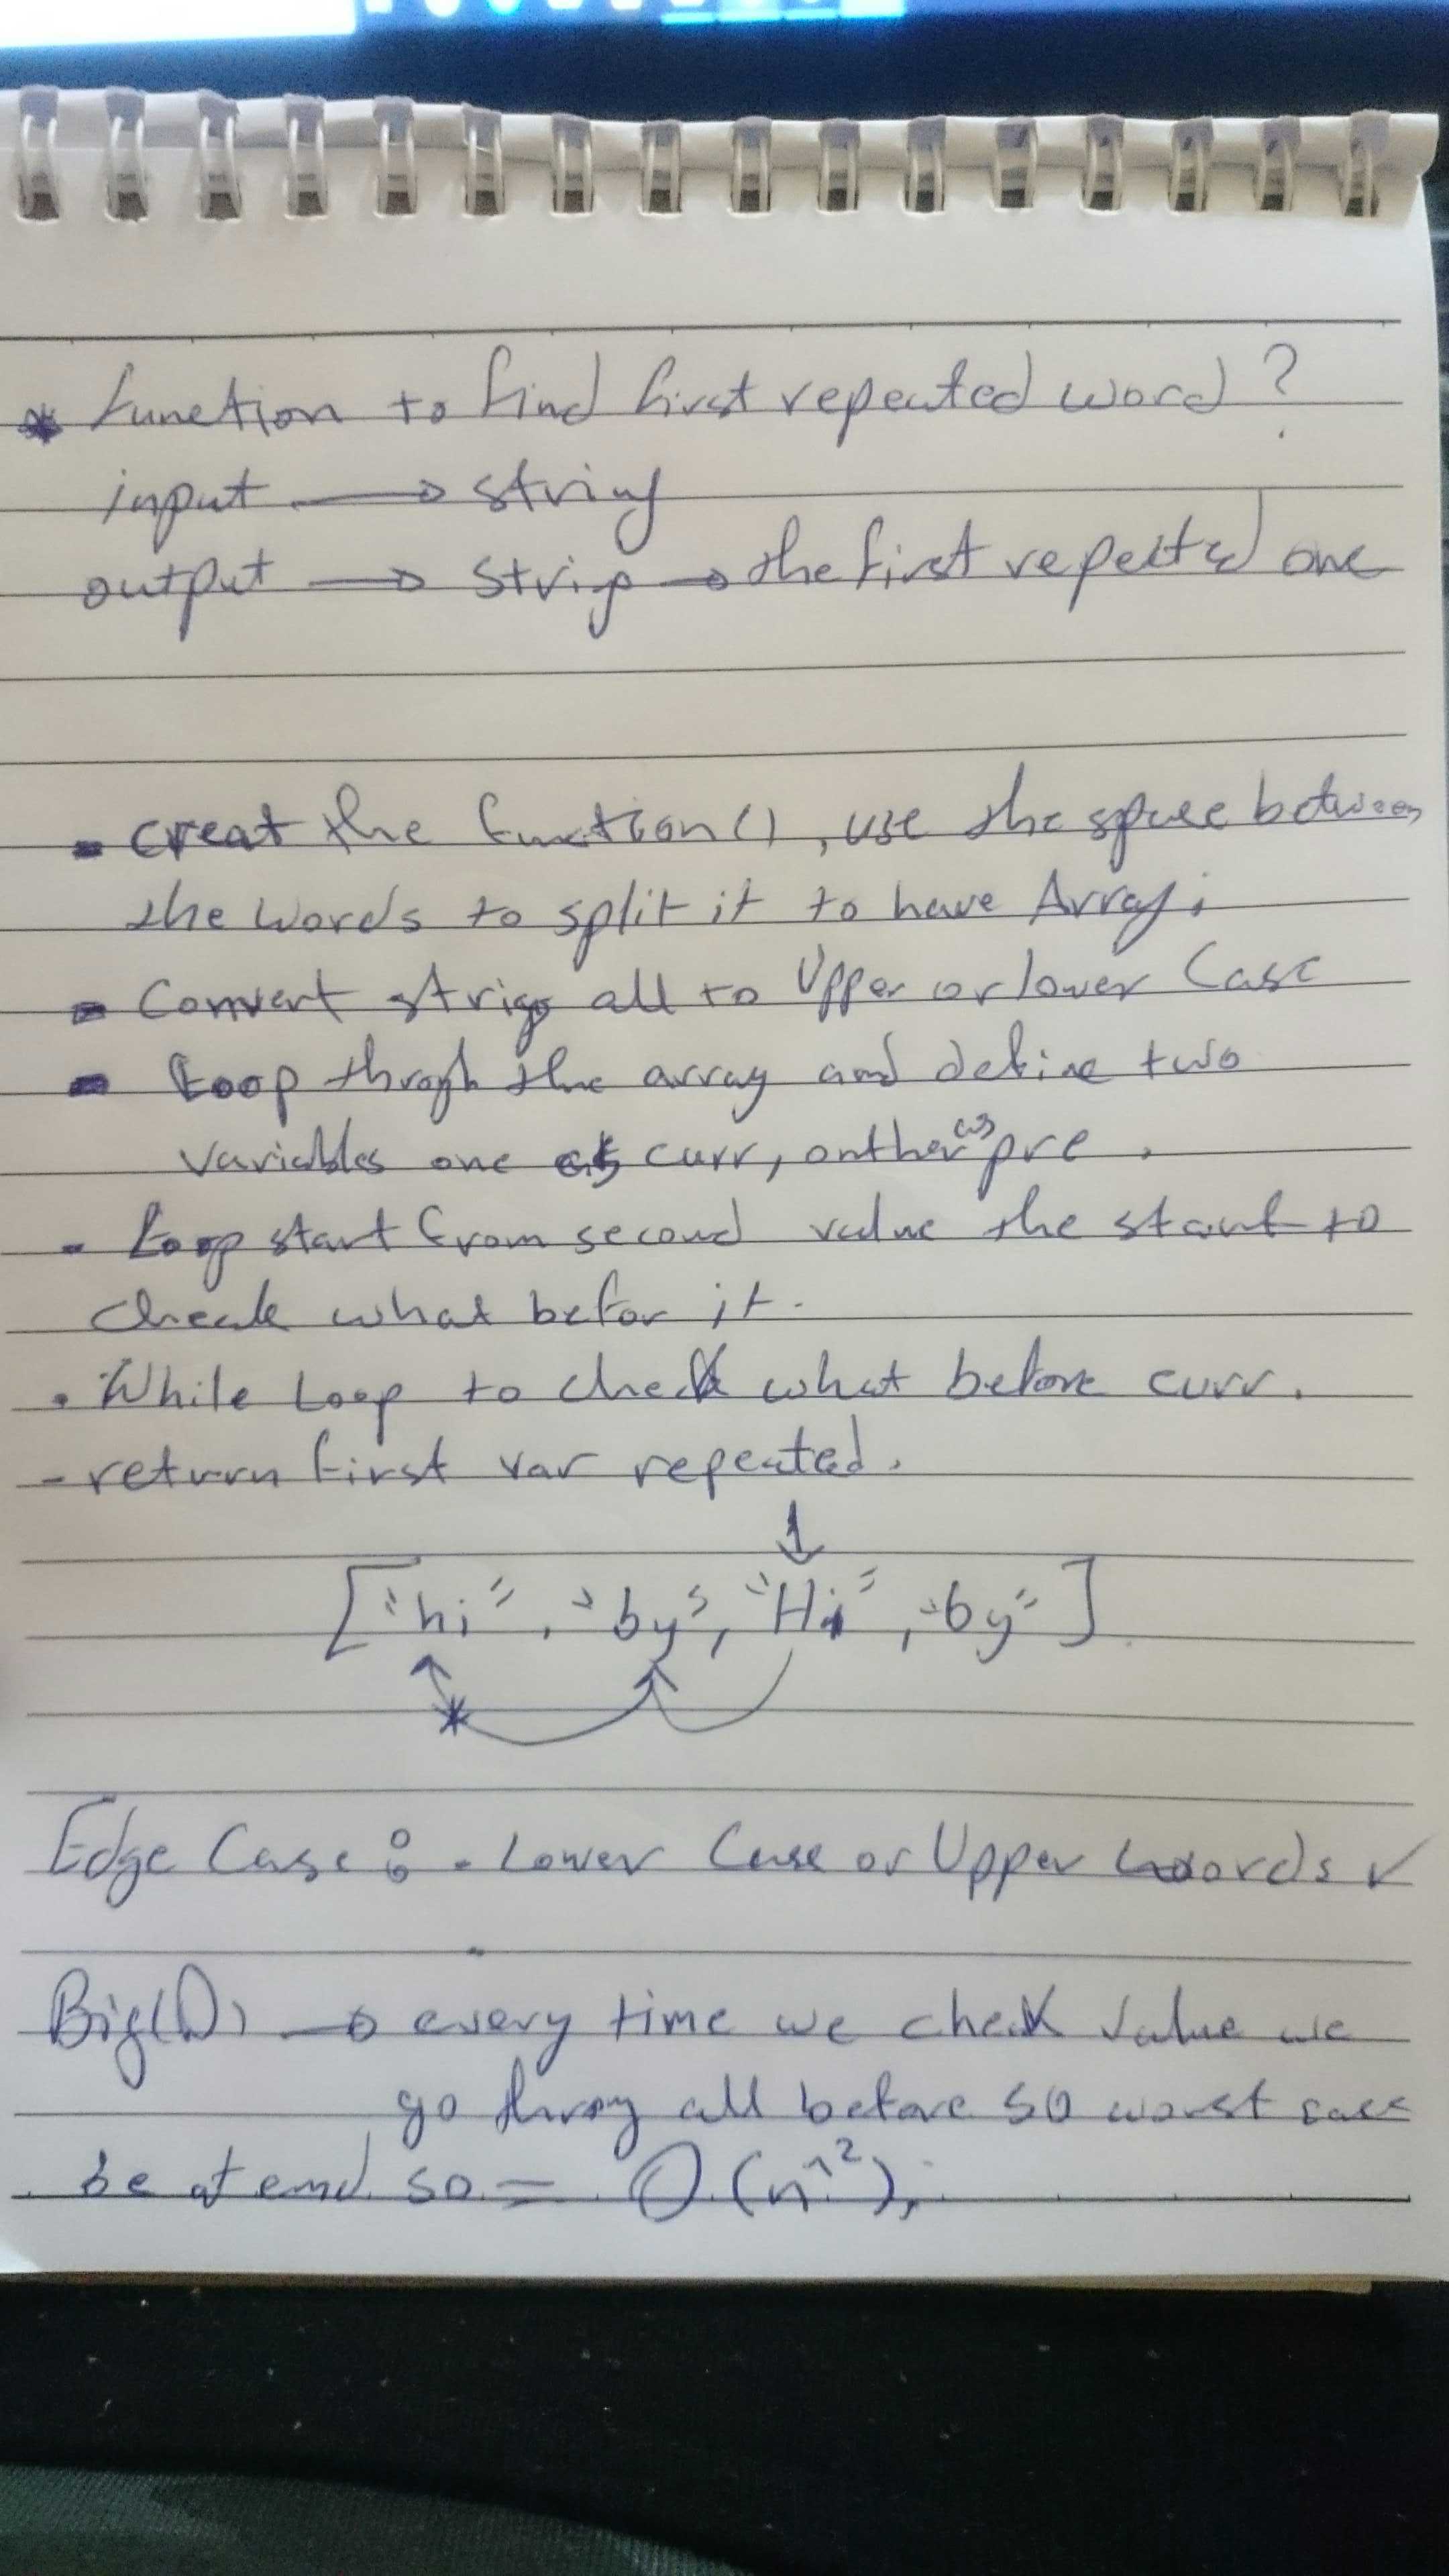 * function to find first repeated word?
input → string
output → string → the first repeated one
- creat the function(), use the space between
the words to split it to have Array;
- Convert strigs all to Upper or lower Case
- Loop throgh the array and define two
variables one as curr, onther as pre.
- Loop start from second value the start to
cheack what befor it.
. While Loop to check what before curr.
- return first var repeated.
["hi", "by", "Hi", "by"]
Edge Case: - Lower Case or Upper words ✓
Big(O) → every time we check value we
go throug all before so worst case
be at end so = O(n^2);